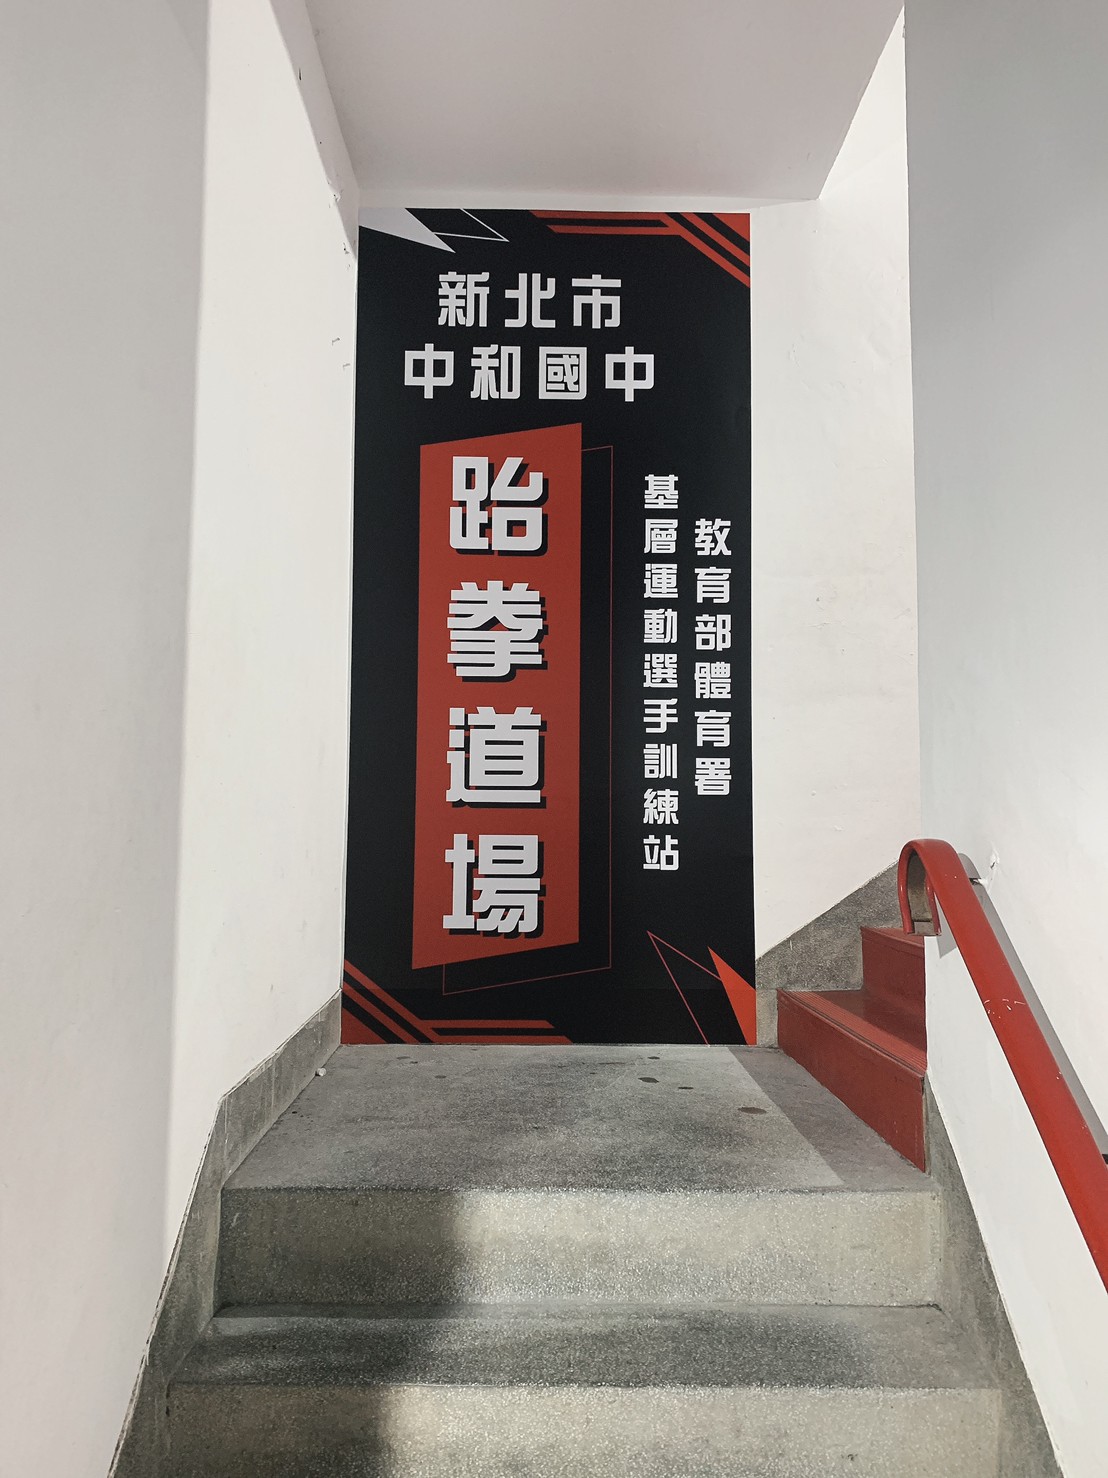 新北市
中和國中
跆拳道場
教育部體育署
基層運動選手訓練站